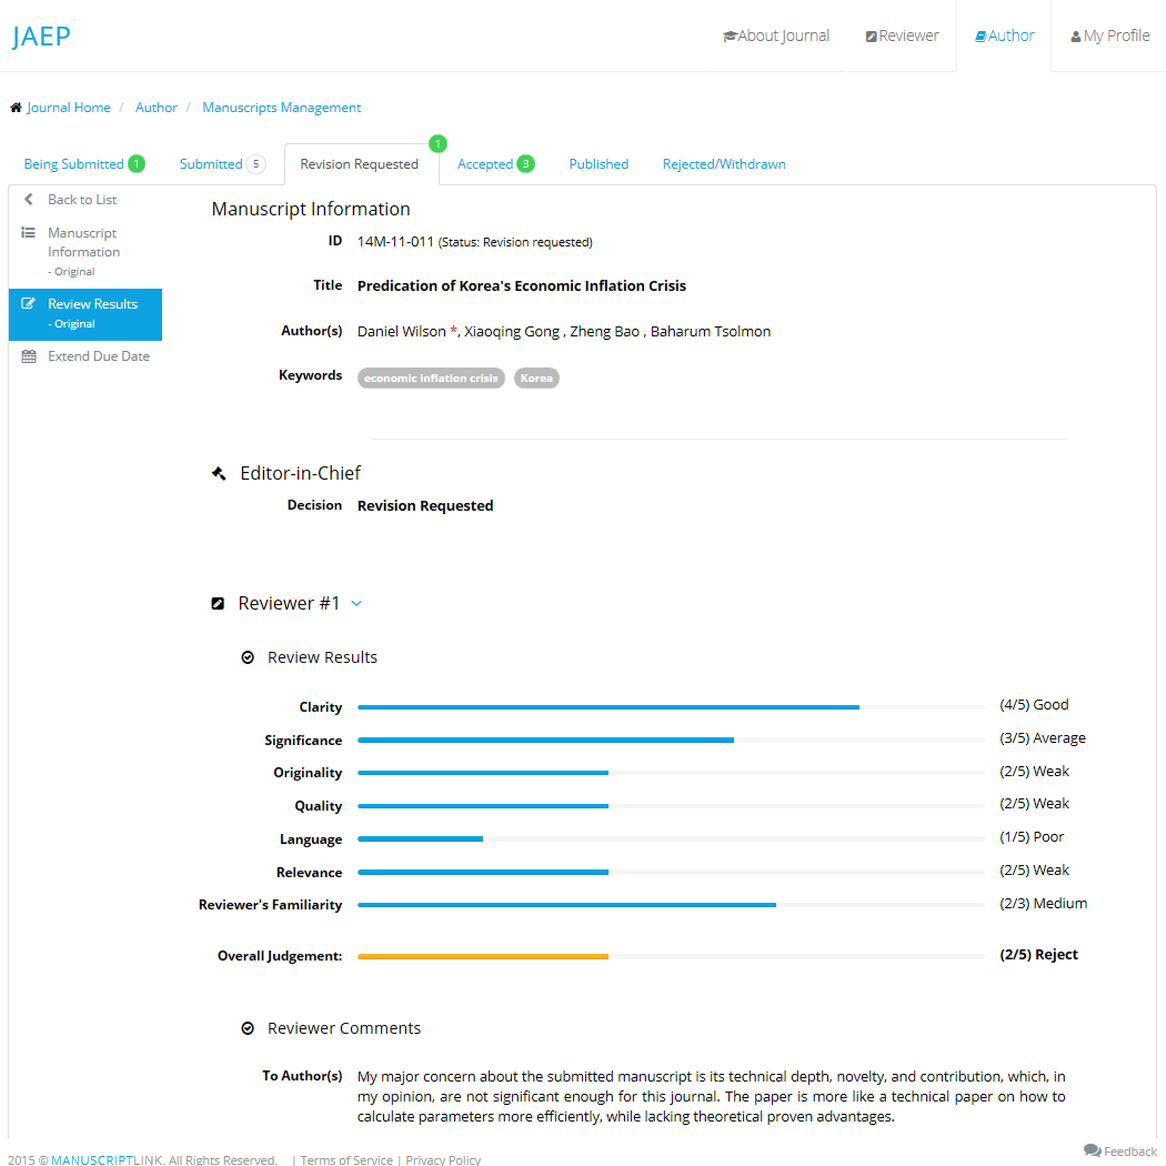 JAEP
About Journal
Reviewer
Author
My Profile
Journal Home / Author / Manuscripts Management
Being Submitted 1
Submitted 5
Revision Requested 1
Accepted 3
Published
Rejected/Withdrawn
Back to List
Manuscript
Information
- Original
Review Results
- Original
Extend Due Date
Manuscript Information
ID 14M-11-011 (Status: Revision requested)
Title Predication of Korea's Economic Inflation Crisis
Author(s) Daniel Wilson *, Xiaoqing Gong , Zheng Bao , Baharum Tsolmon
Keywords economic inflation crisis Korea
Editor-in-Chief
Decision Revision Requested
Reviewer #1
Review Results
Clarity (4/5) Good
Significance (3/5) Average
Originality (2/5) Weak
Quality (2/5) Weak
Language (1/5) Poor
Relevance (2/5) Weak
Reviewer's Familiarity (2/3) Medium
Overall Judgement: (2/5) Reject
Reviewer Comments
To Author(s) My major concern about the submitted manuscript is its technical depth, novelty, and contribution, which, in
my opinion, are not significant enough for this journal. The paper is more like a technical paper on how to
calculate parameters more efficiently, while lacking theoretical proven advantages.
2015 © MANUSCRIPTLINK. All Rights Reserved. | Terms of Service | Privacy Policy
Feedback